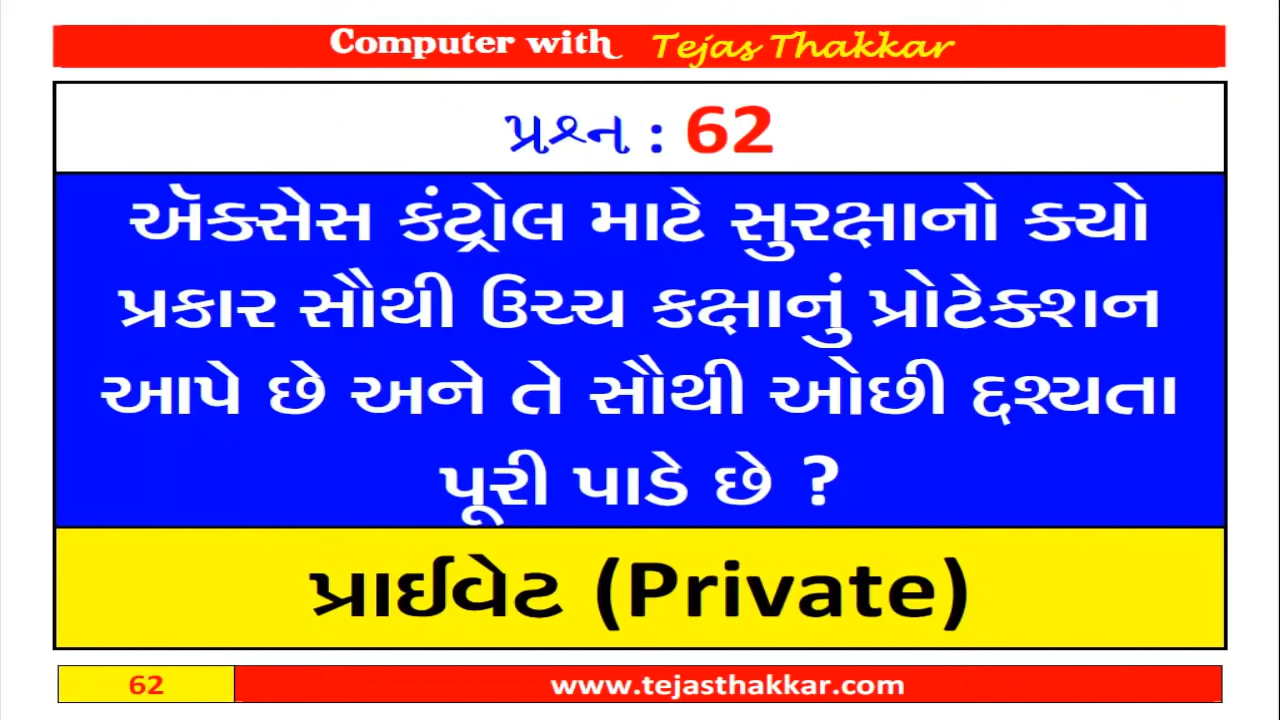 Computer with Tejas Thakkar
પ્રશ્ન : 62
ઍક્સેસ કંટ્રોલ માટે સુરક્ષાનો ક્યો
પ્રકાર સૌથી ઉચ્ચ કક્ષાનું પ્રોટેક્શન
આપે છે અને તે સૌથી ઓછી દ્દશ્યતા
પૂરી પાડે છે ?
પ્રાઈવેટ (Private)
62 www.tejasthakkar.com